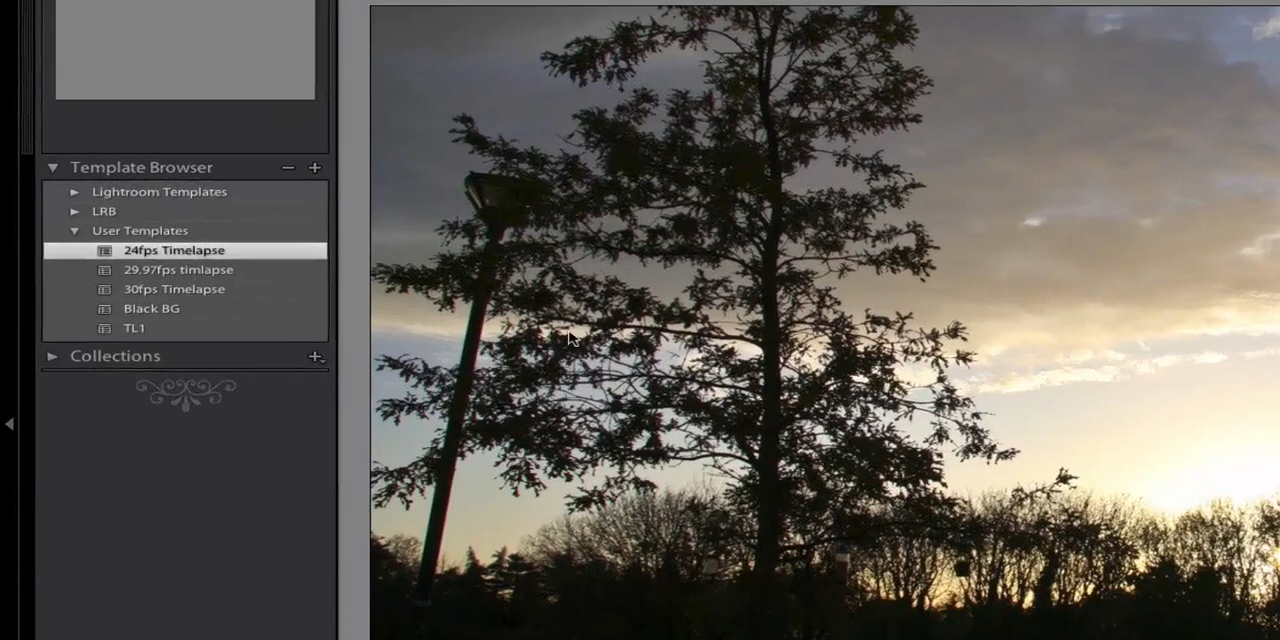 Template Browser
Lightroom Templates
LRB
User Templates
24fps Timelapse
29.97fps timlapse
30fps Timelapse
Black BG
TL1
Collections